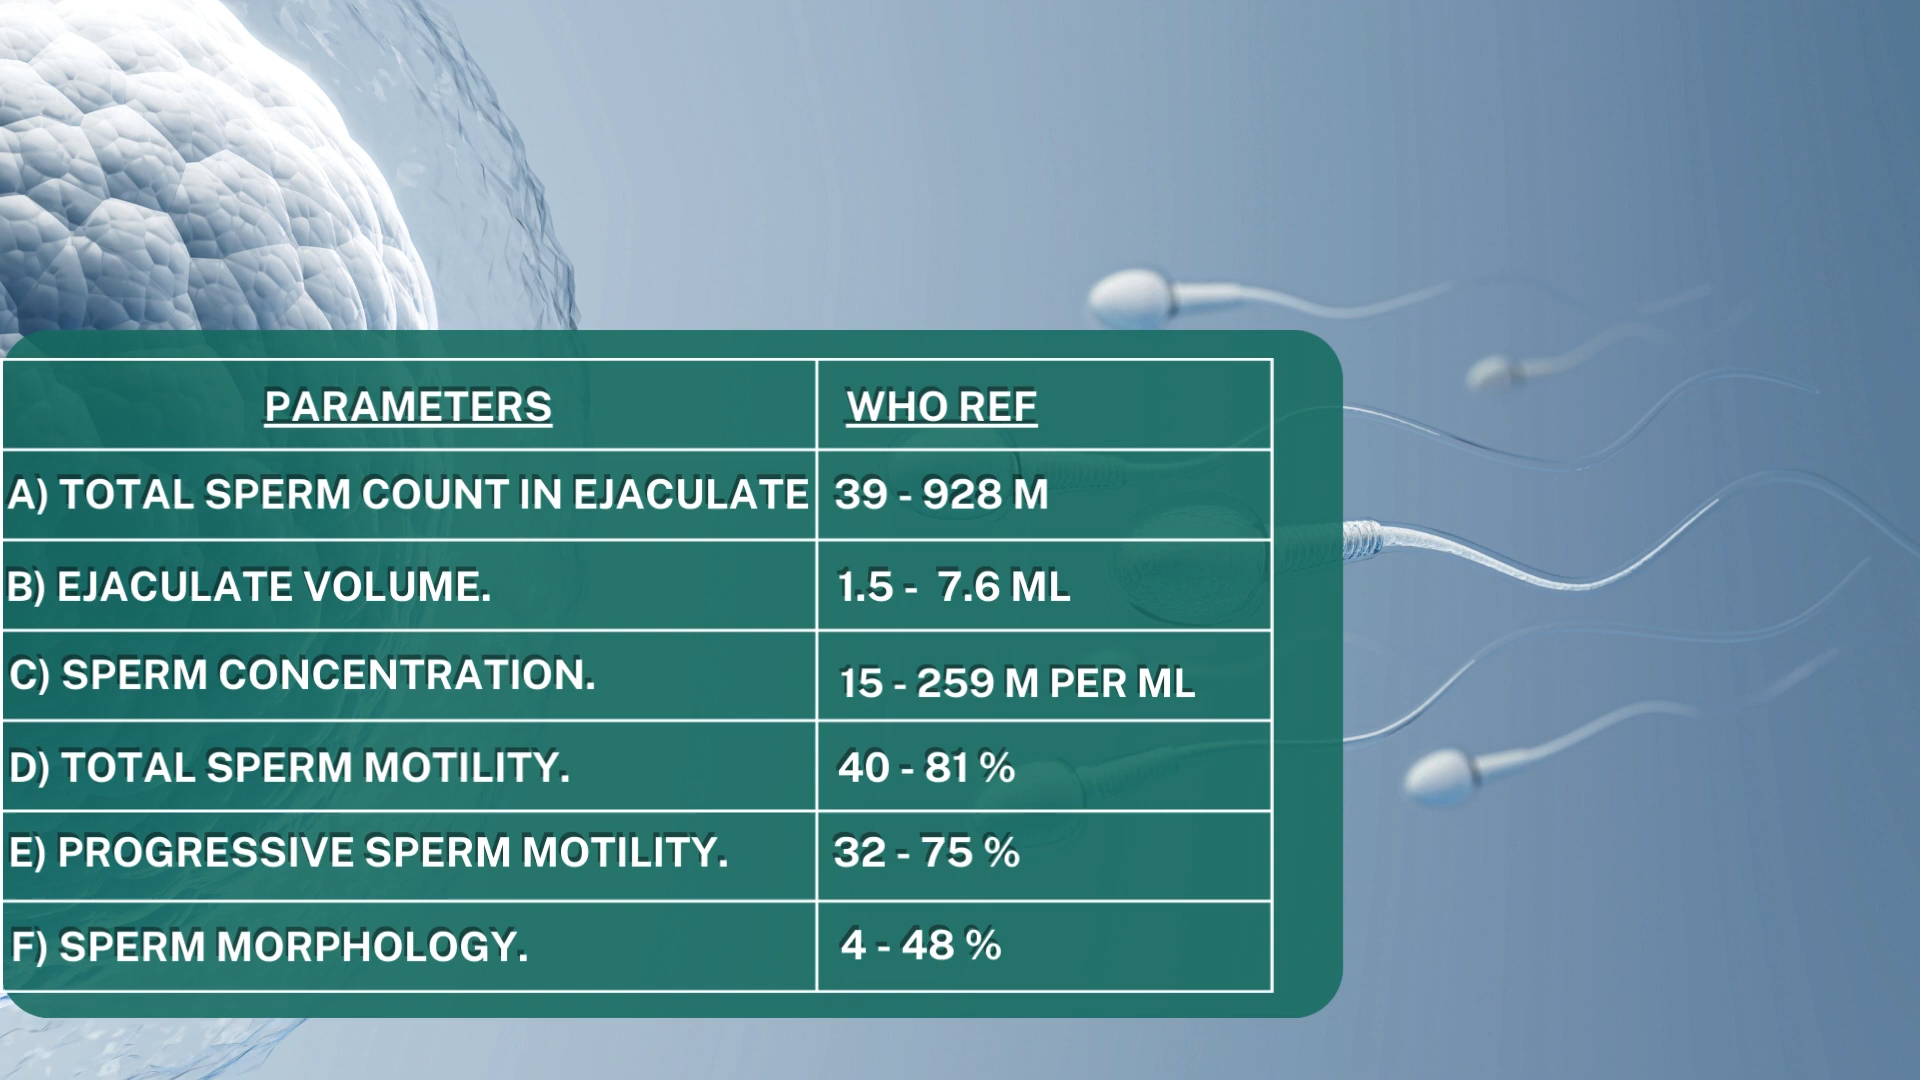 PARAMETERS WHO REF
A) TOTAL SPERM COUNT IN EJACULATE 39 - 928 M
B) EJACULATE VOLUME. 1.5 - 7.6 ML
C) SPERM CONCENTRATION. 15 - 259 M PER ML
D) TOTAL SPERM MOTILITY. 40 - 81 %
E) PROGRESSIVE SPERM MOTILITY. 32 - 75 %
F) SPERM MORPHOLOGY. 4 - 48 %